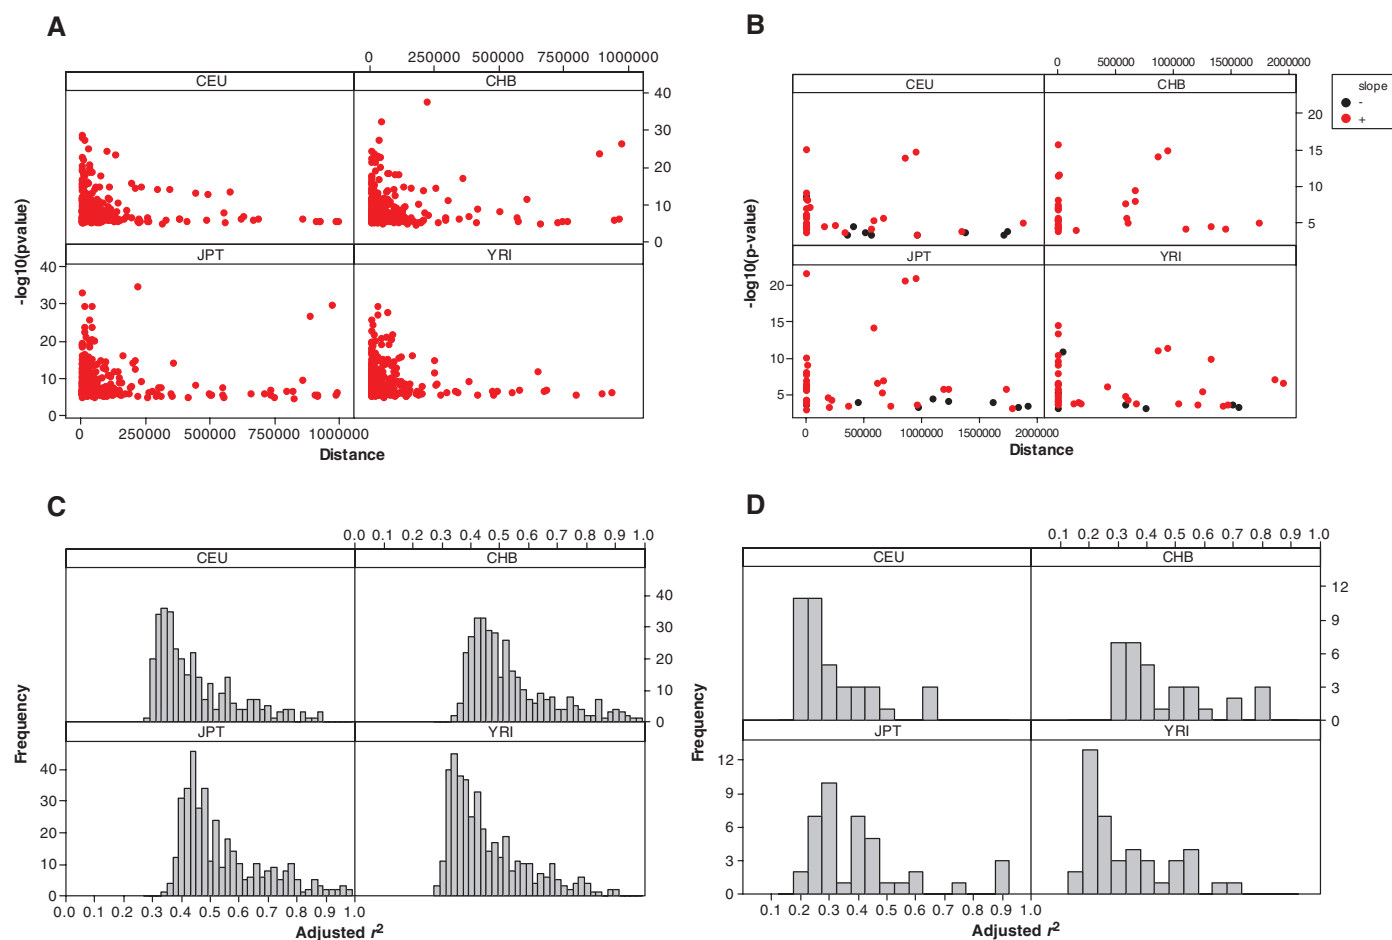 A
0 250000 500000 750000 1000000
CEU CHB
40
30
20
10
0
JPT YRI
40
30
20
10
0
-log10(pvalue)
0 250000 500000 750000 1000000
Distance
B
0 500000 1000000 1500000 2000000
CEU CHB
slope
-
+
20
15
10
5
JPT YRI
20
15
10
5
-log10(p-value)
0 500000 1000000 1500000 2000000
Distance
C
0.0 0.1 0.2 0.3 0.4 0.5 0.6 0.7 0.8 0.9 1.0
CEU CHB
40
30
20
10
0
JPT YRI
40
30
20
10
0
Frequency
0.0 0.1 0.2 0.3 0.4 0.5 0.6 0.7 0.8 0.9 1.0
Adjusted r²
D
0.1 0.2 0.3 0.4 0.5 0.6 0.7 0.8 0.9 1.0
CEU CHB
12
9
6
3
0
JPT YRI
12
9
6
3
0
Frequency
0.1 0.2 0.3 0.4 0.5 0.6 0.7 0.8 0.9 1.0
Adjusted r²